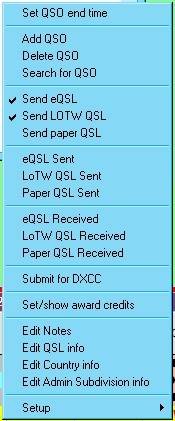 Set QSO end time
Add QSO
Delete QSO
Search for QSO
Send eQSL
Send LOTW QSL
Send paper QSL
eQSL Sent
LoTW QSL Sent
Paper QSL Sent
eQSL Received
LoTW QSL Received
Paper QSL Received
Submit for DXCC
Set/show award credits
Edit Notes
Edit QSL info
Edit Country info
Edit Admin Subdivision info
Setup